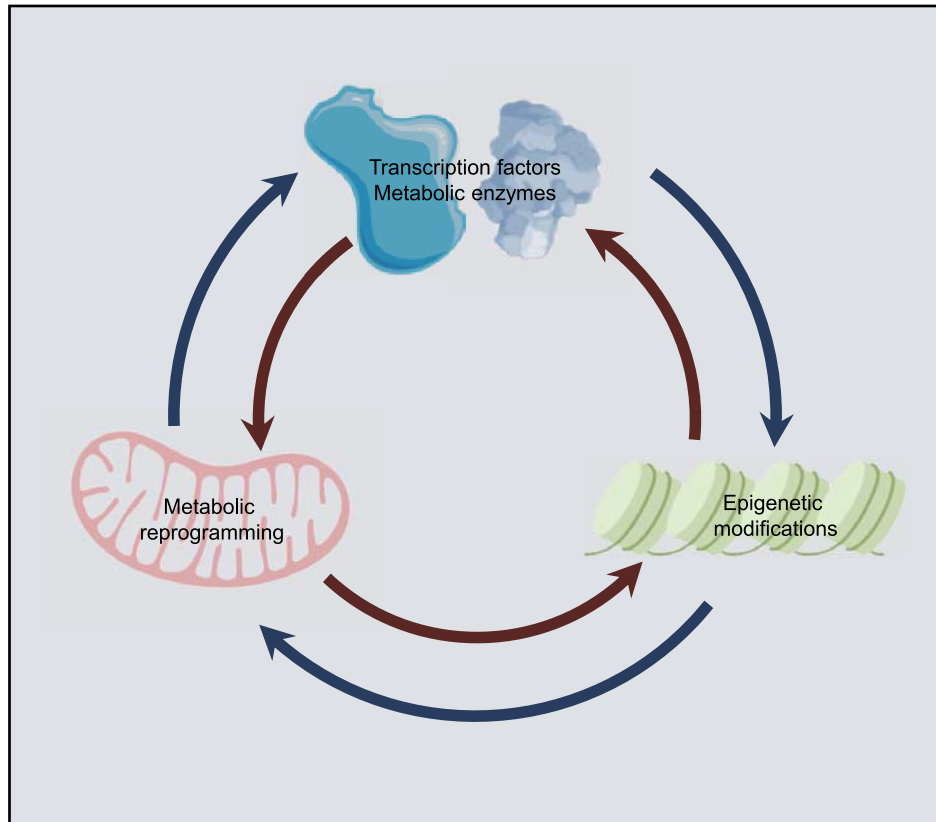 Transcription factors
Metabolic enzymes
Metabolic
reprogramming
Epigenetic
modifications